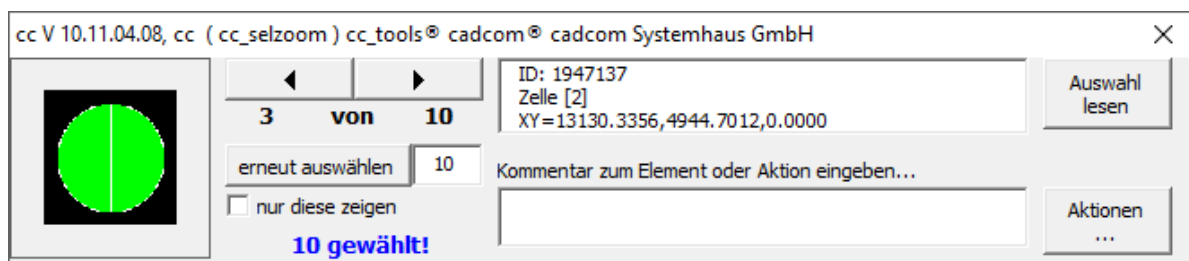 cc V 10.11.04.08, cc ( cc_selzoom ) cc_tools® cadcom® cadcom Systemhaus GmbH
3 von 10
ID: 1947137
Zelle [2]
XY=13130.3356,4944.7012,0.0000
Auswahl
lesen
erneut auswählen 10
nur diese zeigen
10 gewählt!
Kommentar zum Element oder Aktion eingeben...
Aktionen
...